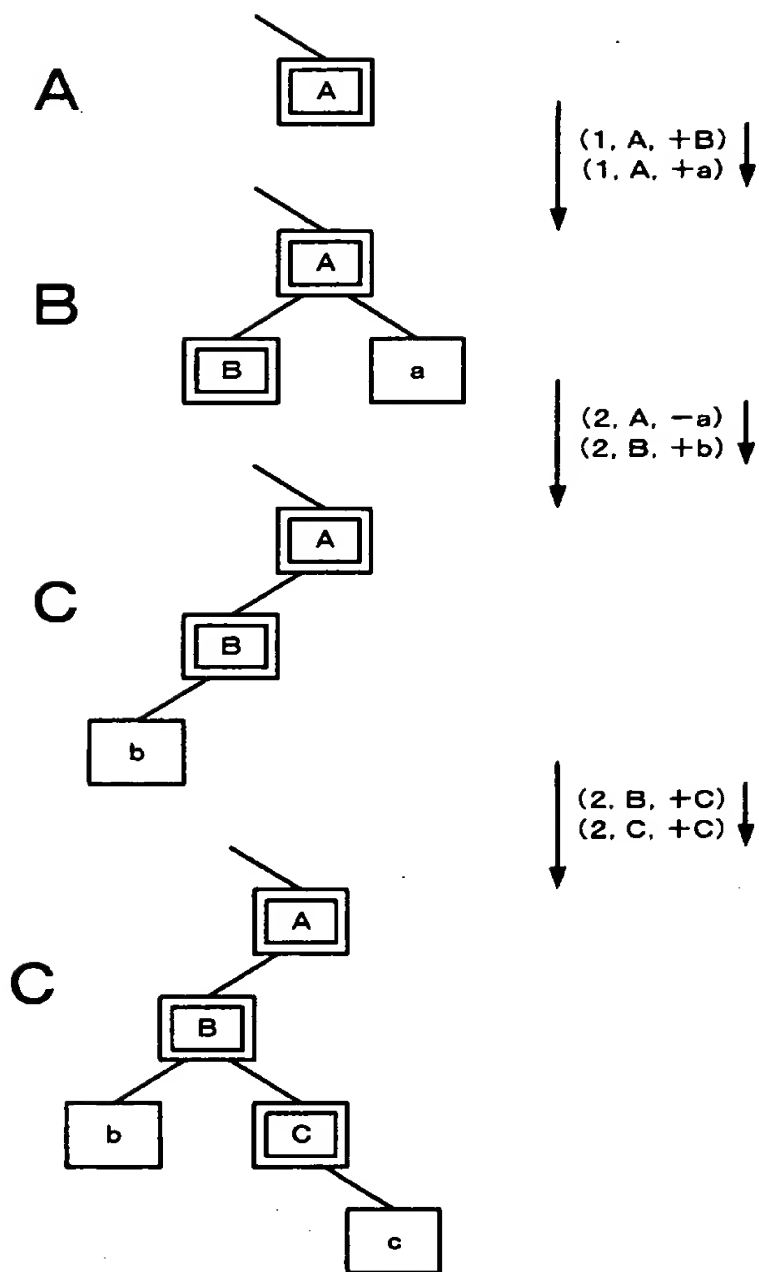 A
A
(1, A, +B)
(1, A, +a)
B
A
B
a
(2, A, −a)
(2, B, +b)
C
A
B
b
(2, B, +C)
(2, C, +C)
C
A
B
b
C
c